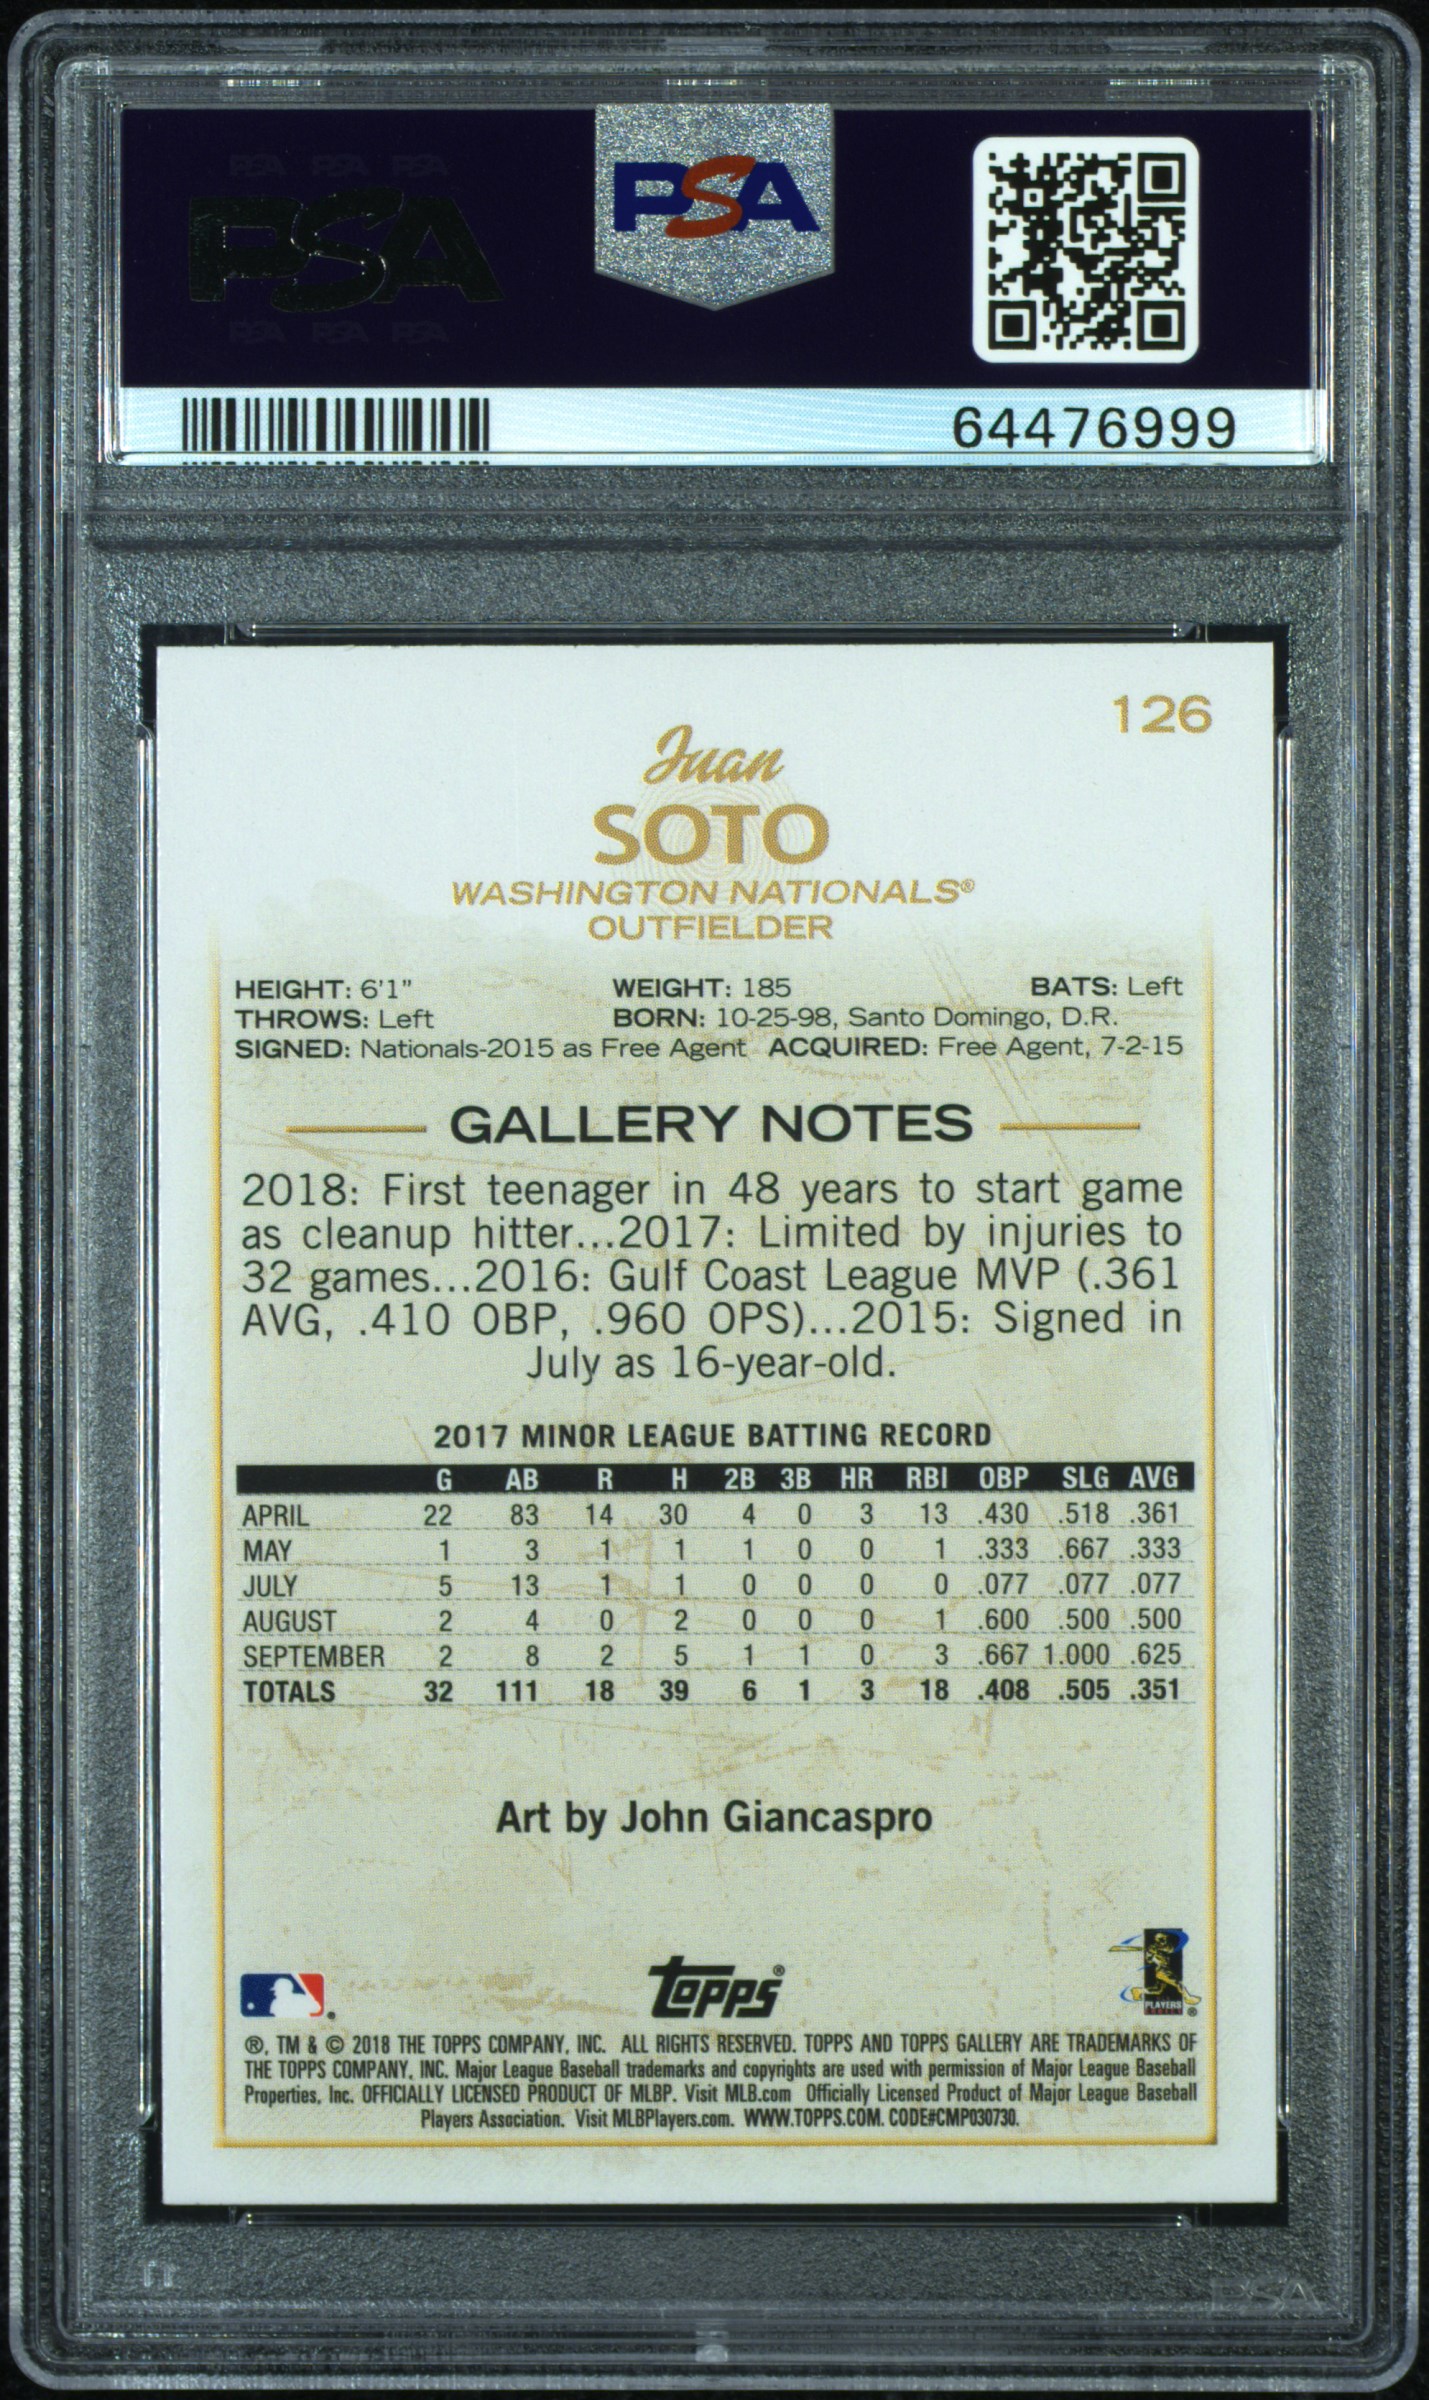 PSA PSA PSA
PSA
PSA PSA PSA
PSA
64476999
126
Juan
SOTO
WASHINGTON NATIONALS®
OUTFIELDER
HEIGHT: 6'1" WEIGHT: 185 BATS: Left
THROWS: Left BORN: 10-25-98, Santo Domingo, D.R.
SIGNED: Nationals-2015 as Free Agent ACQUIRED: Free Agent, 7-2-15
GALLERY NOTES
2018: First teenager in 48 years to start game
as cleanup hitter...2017: Limited by injuries to
32 games...2016: Gulf Coast League MVP (.361
AVG, .410 OBP, .960 OPS)...2015: Signed in
July as 16-year-old.
2017 MINOR LEAGUE BATTING RECORD
G AB R H 2B 3B HR RBI OBP SLG AVG
APRIL 22 83 14 30 4 0 3 13 .430 .518 .361
MAY 1 3 1 1 1 0 0 1 .333 .667 .333
JULY 5 13 1 1 0 0 0 0 .077 .077 .077
AUGUST 2 4 0 2 0 0 0 1 .600 .500 .500
SEPTEMBER 2 8 2 5 1 1 0 3 .667 1.000 .625
TOTALS 32 111 18 39 6 1 3 18 .408 .505 .351
Art by John Giancaspro
Topps®
PLAYERS
®, TM & © 2018 THE TOPPS COMPANY, INC. ALL RIGHTS RESERVED. TOPPS AND TOPPS GALLERY ARE TRADEMARKS OF
THE TOPPS COMPANY, INC. Major League Baseball trademarks and copyrights are used with permission of Major League Baseball
Properties, Inc. OFFICIALLY LICENSED PRODUCT OF MLBP. Visit MLB.com Officially Licensed Product of Major League Baseball
Players Association. Visit MLBPlayers.com. WWW.TOPPS.COM. CODE#CMP030730.
PSA